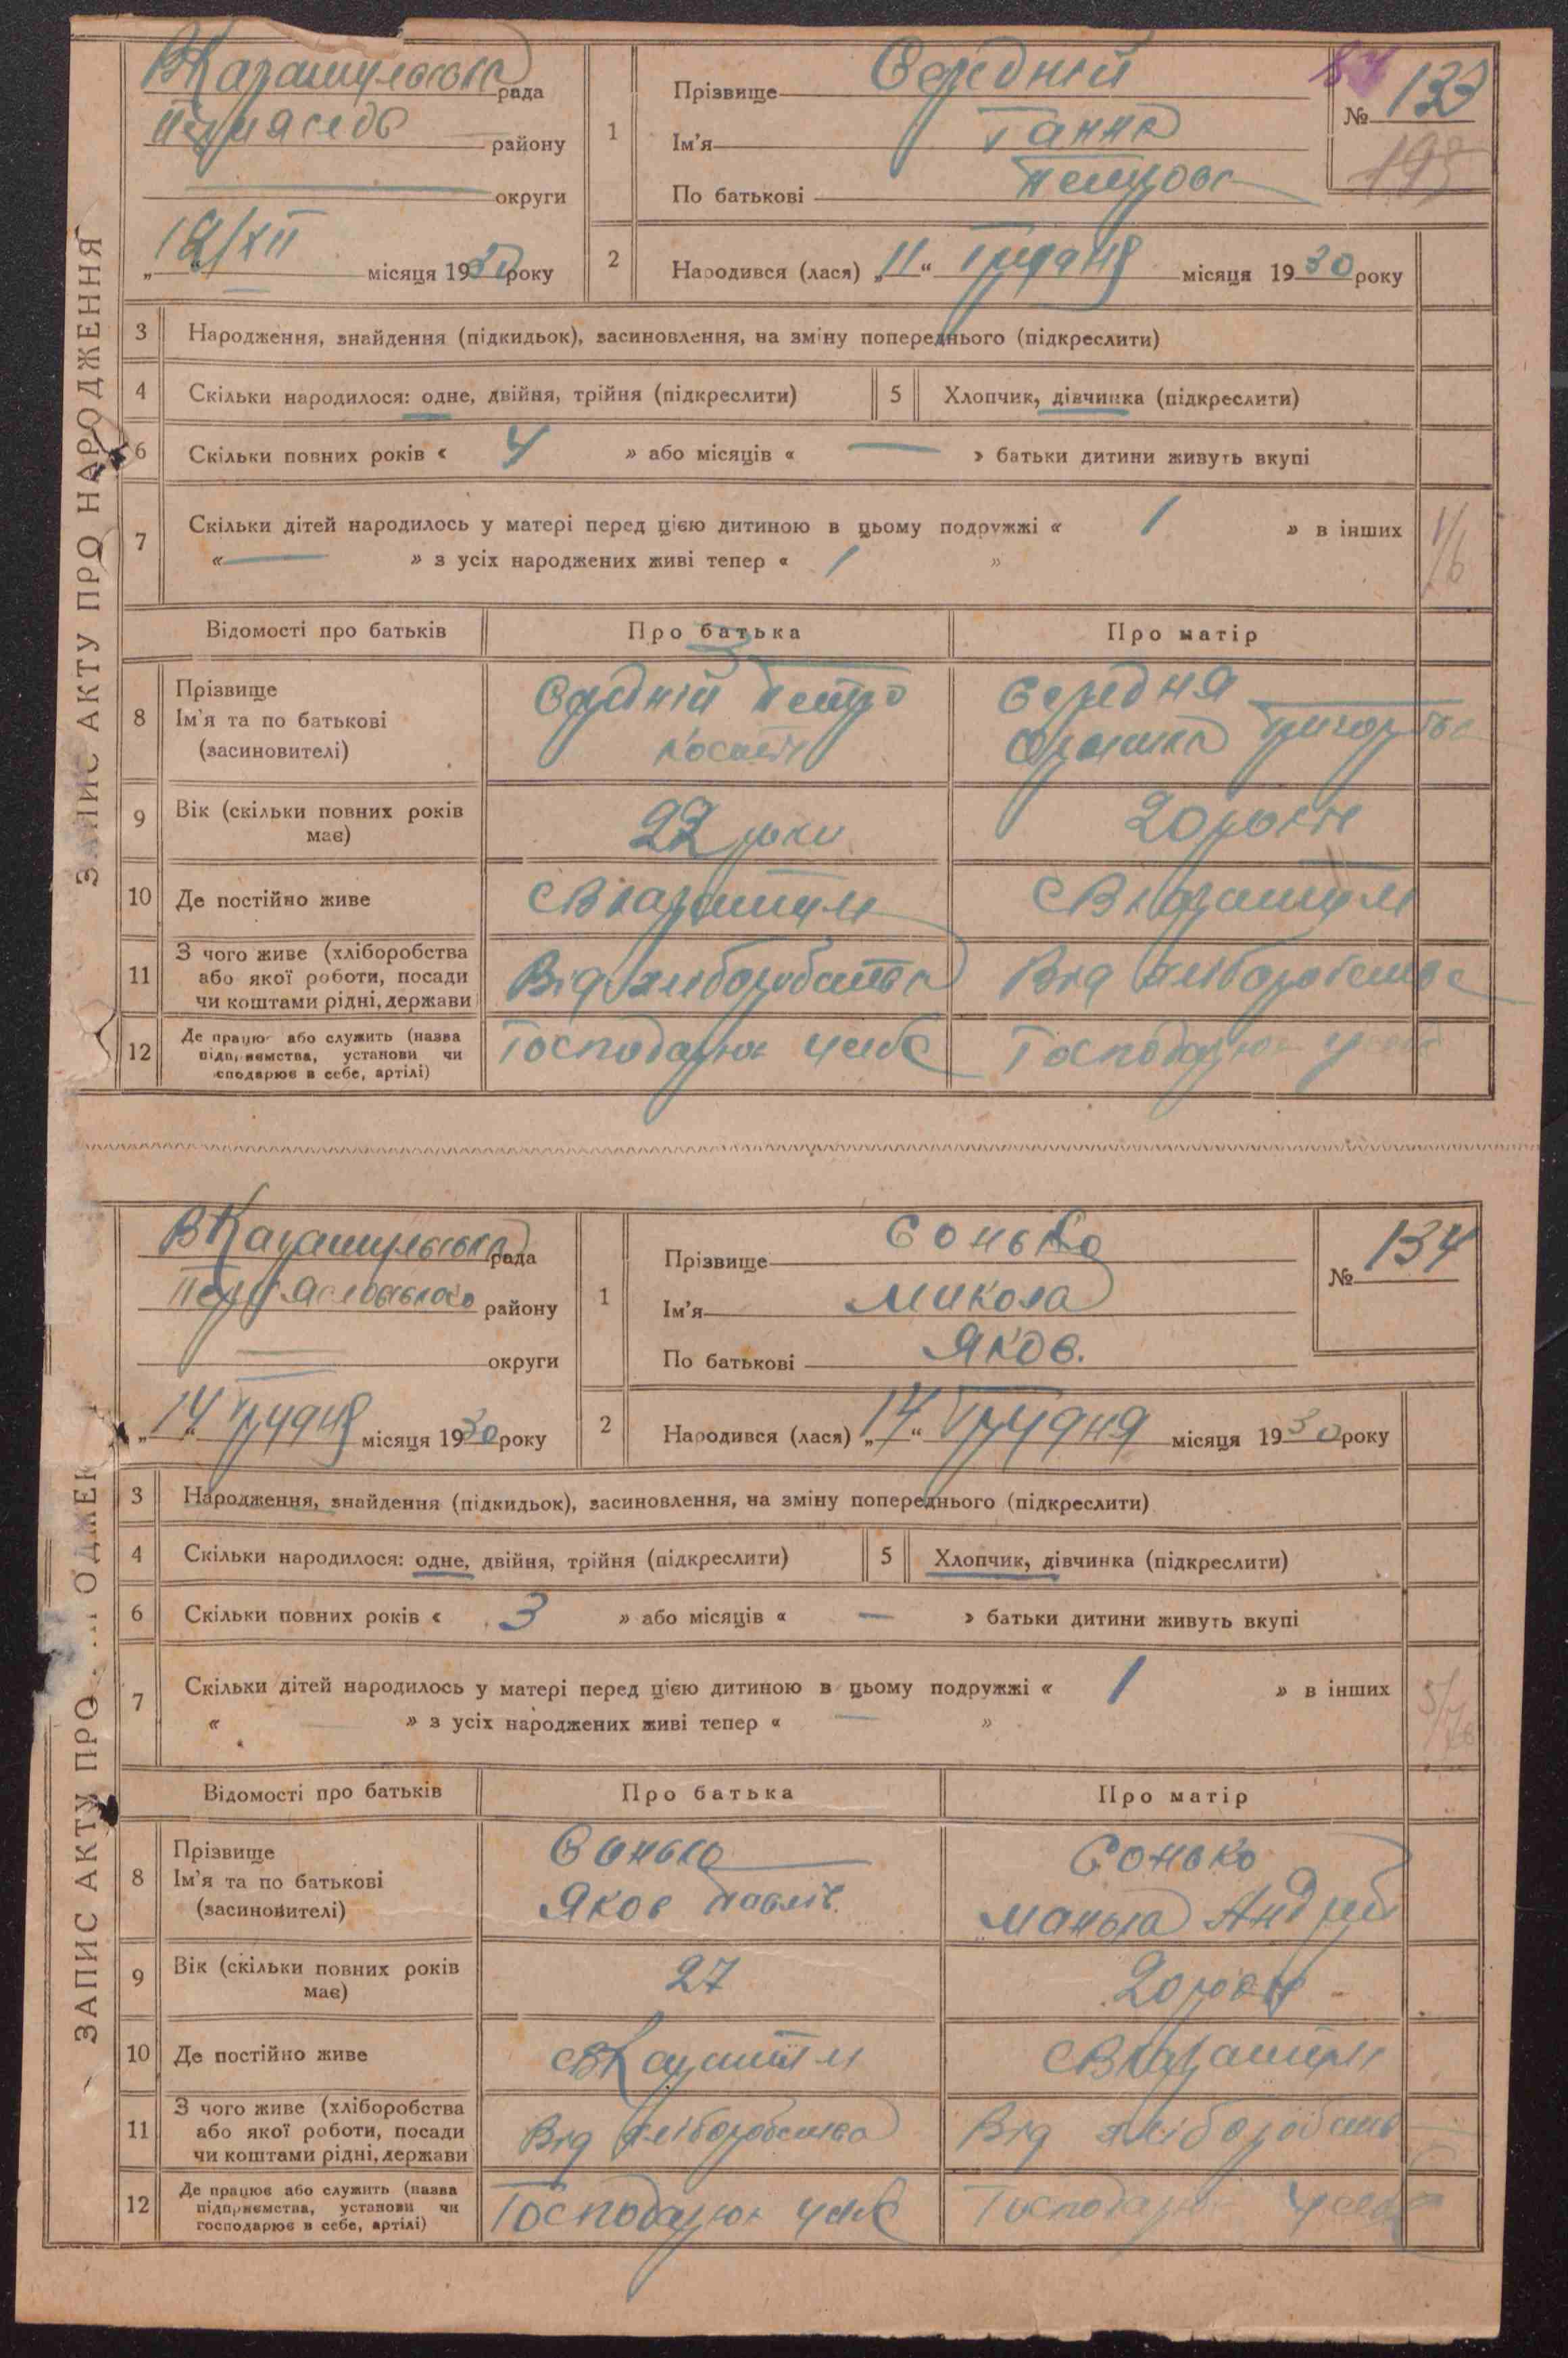 ЗАПИС АКТУ ПРО НАРОДЖЕННЯ
рада
району
округи
"12/XII" місяця 1930 року
1
Прізвище Середній
Ім'я Ганна
По батькові Петров
№ 133
195
2
Народився (лася) „11“ Грудня місяця 1930 року
3 Народження, знайдення (підкидьок), засиновлення, на зміну попереднього (підкреслити)
4 Скільки народилося: одне, двійня, трійня (підкреслити) 5 Хлопчик, дівчинка (підкреслити)
6 Скільки повних років « 4 » або місяців « — » батьки дитини живуть вкупі
7 Скільки дітей народилось у матері перед цією дитиною в цьому подружжі « 1 » в інших
« — » з усіх народжених живі тепер « 1 »
1/6
Відомості про батьків Про батька Про матір
8 Прізвище
Ім'я та по батькові
(засиновителі)
Середній Петро
Середня
9 Вік (скільки повних років
має)
22 роки
20 років
10 Де постійно живе
с В Каратул
с В Каратул
11 З чого живе (хліборобства
або якої роботи, посади
чи коштами рідні, держави
Від хліборобства
Від хліборобства
12 Де працює або служить (назва
підприємства, установи чи
сподарює в себе, артілі)
Господарює у себе
Господарює у себе
ЗАПИС АКТУ ПРО
рада
Переяславського району
округи
„14“ Грудня місяця 1930 року
1
Прізвище Сонько
Ім'я Микола
По батькові Яков.
№ 134
2
Народився (лася) „14“ Грудня місяця 1930 року
3 Народження, знайдення (підкидьок), засиновлення, на зміну попереднього (підкреслити)
4 Скільки народилося: одне, двійня, трійня (підкреслити) 5 Хлопчик, дівчинка (підкреслити)
6 Скільки повних років « 3 » або місяців « — » батьки дитини живуть вкупі
7 Скільки дітей народилось у матері перед цією дитиною в цьому подружжі « 1 » в інших
« — » з усіх народжених живі тепер « — »
Відомості про батьків Про батька Про матір
8 Прізвище
Ім'я та по батькові
(засиновителі)
Сонько
Яков Павліч.
Сонько
Андрії
9 Вік (скільки повних років
має)
27
20 років
10 Де постійно живе
с В Каратул
с В Каратул
11 З чого живе (хліборобства
або якої роботи, посади
чи коштами рідні, держави
Від хліборобства
Від хліборобств
12 Де працює або служить (назва
підприємства, установи чи
господарює в себе, артілі)
Господарює у себе
Господарює у себе